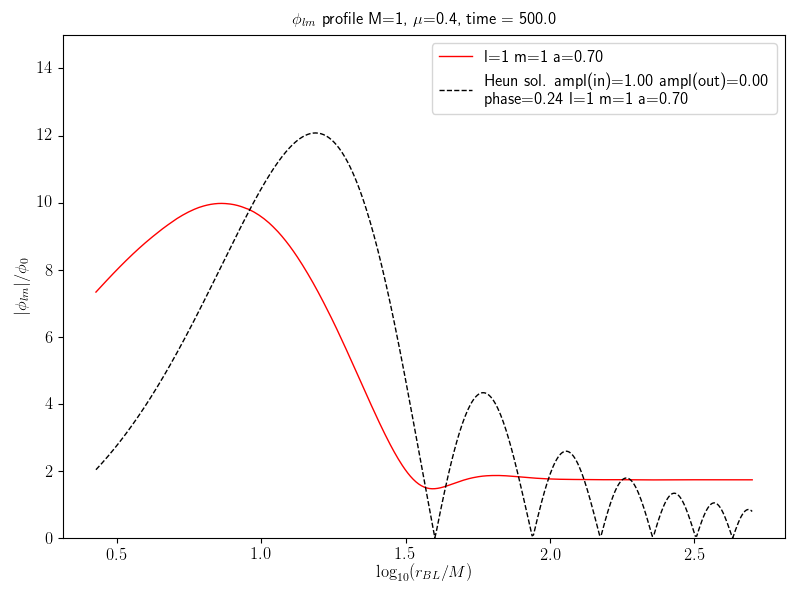 ϕ_lm profile M=1, μ=0.4, time = 500.0
l=1 m=1 a=0.70
Heun sol. ampl(in)=1.00 ampl(out)=0.00
phase=0.24 l=1 m=1 a=0.70
|ϕ_lm|/ϕ_0
14
12
10
8
6
4
2
0
0.5 1.0 1.5 2.0 2.5
log_10(r_BL/M)